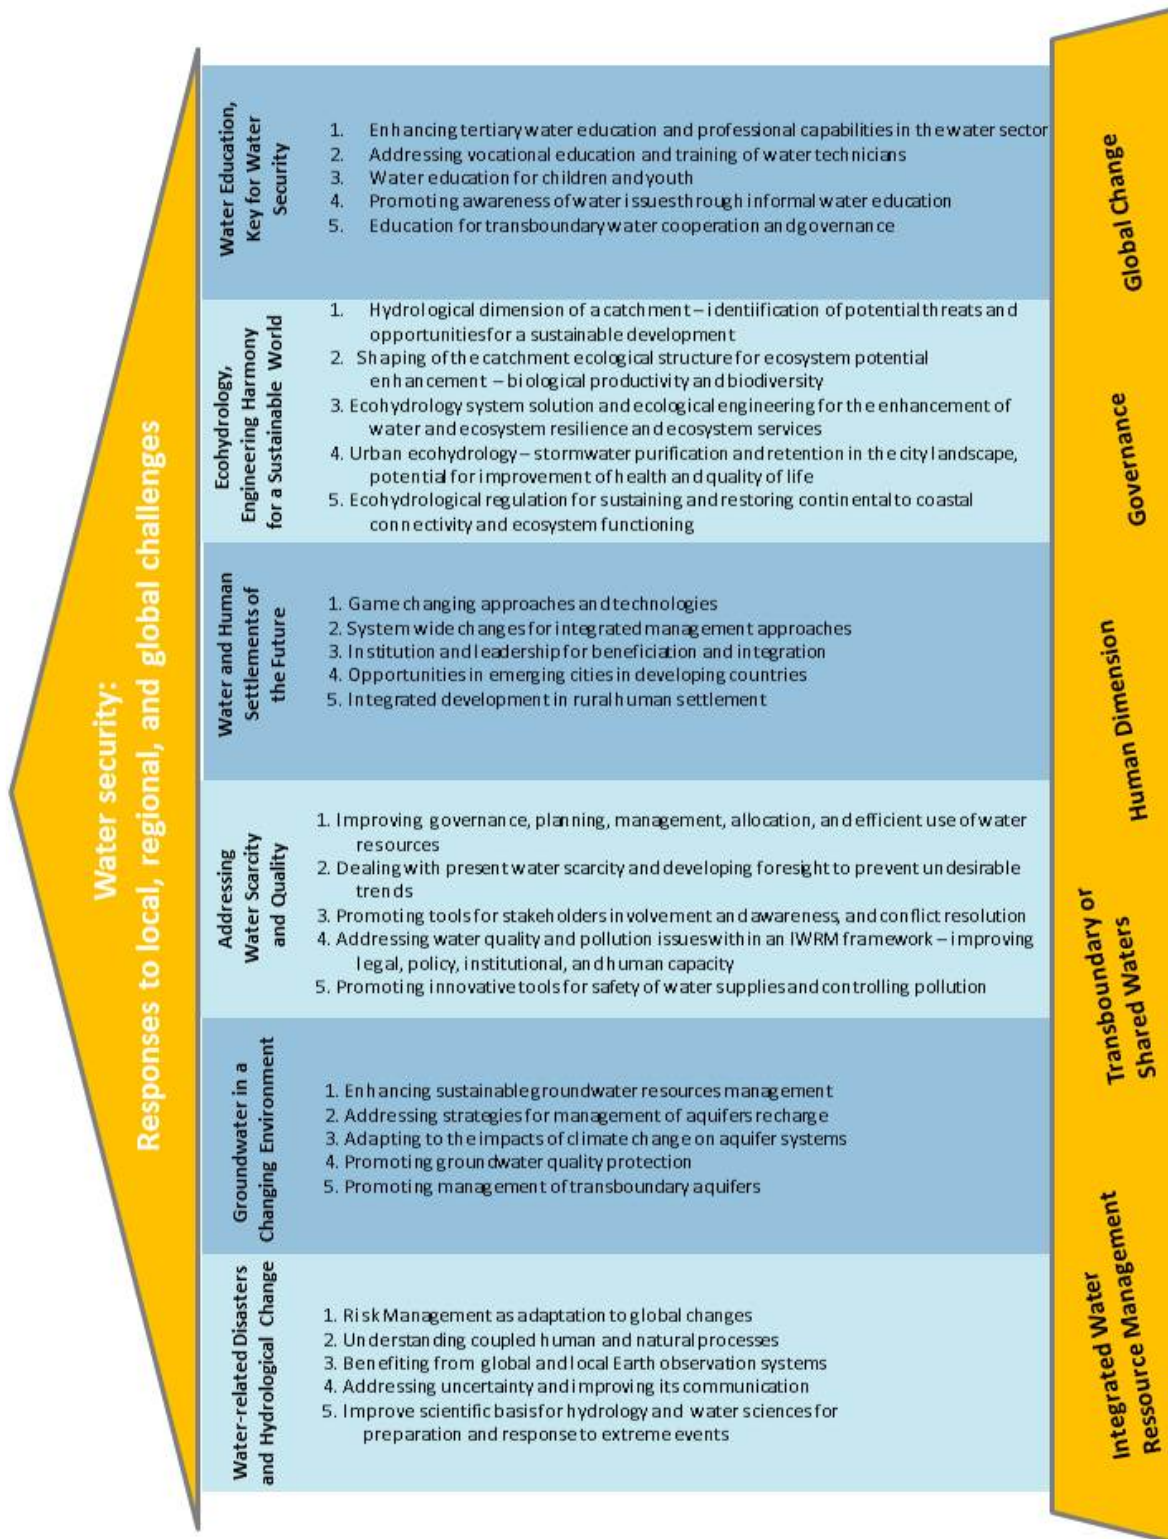 Water security:
Responses to local, regional, and global challenges
Water Education,
Key for Water
Security
1. Enhancing tertiary water education and professional capabilities in the water sector
2. Addressing vocational education and training of water technicians
3. Water education for children and youth
4. Promoting awareness of water issues through informal water education
5. Education for transboundary water cooperation and governance
Ecohydrology,
Engineering Harmony
for a Sustainable World
1. Hydrological dimension of a catchment – identiification of potential threats and
opportunities for a sustainable development
2. Shaping of the catchment ecological structure for ecosystem potential
enhancement – biological productivity and biodiversity
3. Ecohydrology system solution and ecological engineering for the enhancement of
water and ecosystem resilience and ecosystem services
4. Urban ecohydrology – stormwater purification and retention in the city landscape,
potential for improvement of health and quality of life
5. Ecohydrological regulation for sustaining and restoring continental to coastal
connectivity and ecosystem functioning
Water and Human
Settlements of
the Future
1. Game changing approaches and technologies
2. System wide changes for integrated management approaches
3. Institution and leadership for beneficiation and integration
4. Opportunities in emerging cities in developing countries
5. Integrated development in rural human settlement
Addressing
Water Scarcity
and Quality
1. Improving governance, planning, management, allocation, and efficient use of water
resources
2. Dealing with present water scarcity and developing foresight to prevent undesirable
trends
3. Promoting tools for stakeholders involvement and awareness, and conflict resolution
4. Addressing water quality and pollution issues within an IWRM framework – improving
legal, policy, institutional, and human capacity
5. Promoting innovative tools for safety of water supplies and controlling pollution
Groundwater in a
Changing Environment
1. Enhancing sustainable groundwater resources management
2. Addressing strategies for management of aquifers recharge
3. Adapting to the impacts of climate change on aquifer systems
4. Promoting groundwater quality protection
5. Promoting management of transboundary aquifers
Water-related Disasters
and Hydrological Change
1. Risk Management as adaptation to global changes
2. Understanding coupled human and natural processes
3. Benefiting from global and local Earth observation systems
4. Addressing uncertainty and improving its communication
5. Improve scientific basis for hydrology and water sciences for
preparation and response to extreme events
Global Change
Governance
Human Dimension
Transboundary or
Shared Waters
Integrated Water
Ressource Management